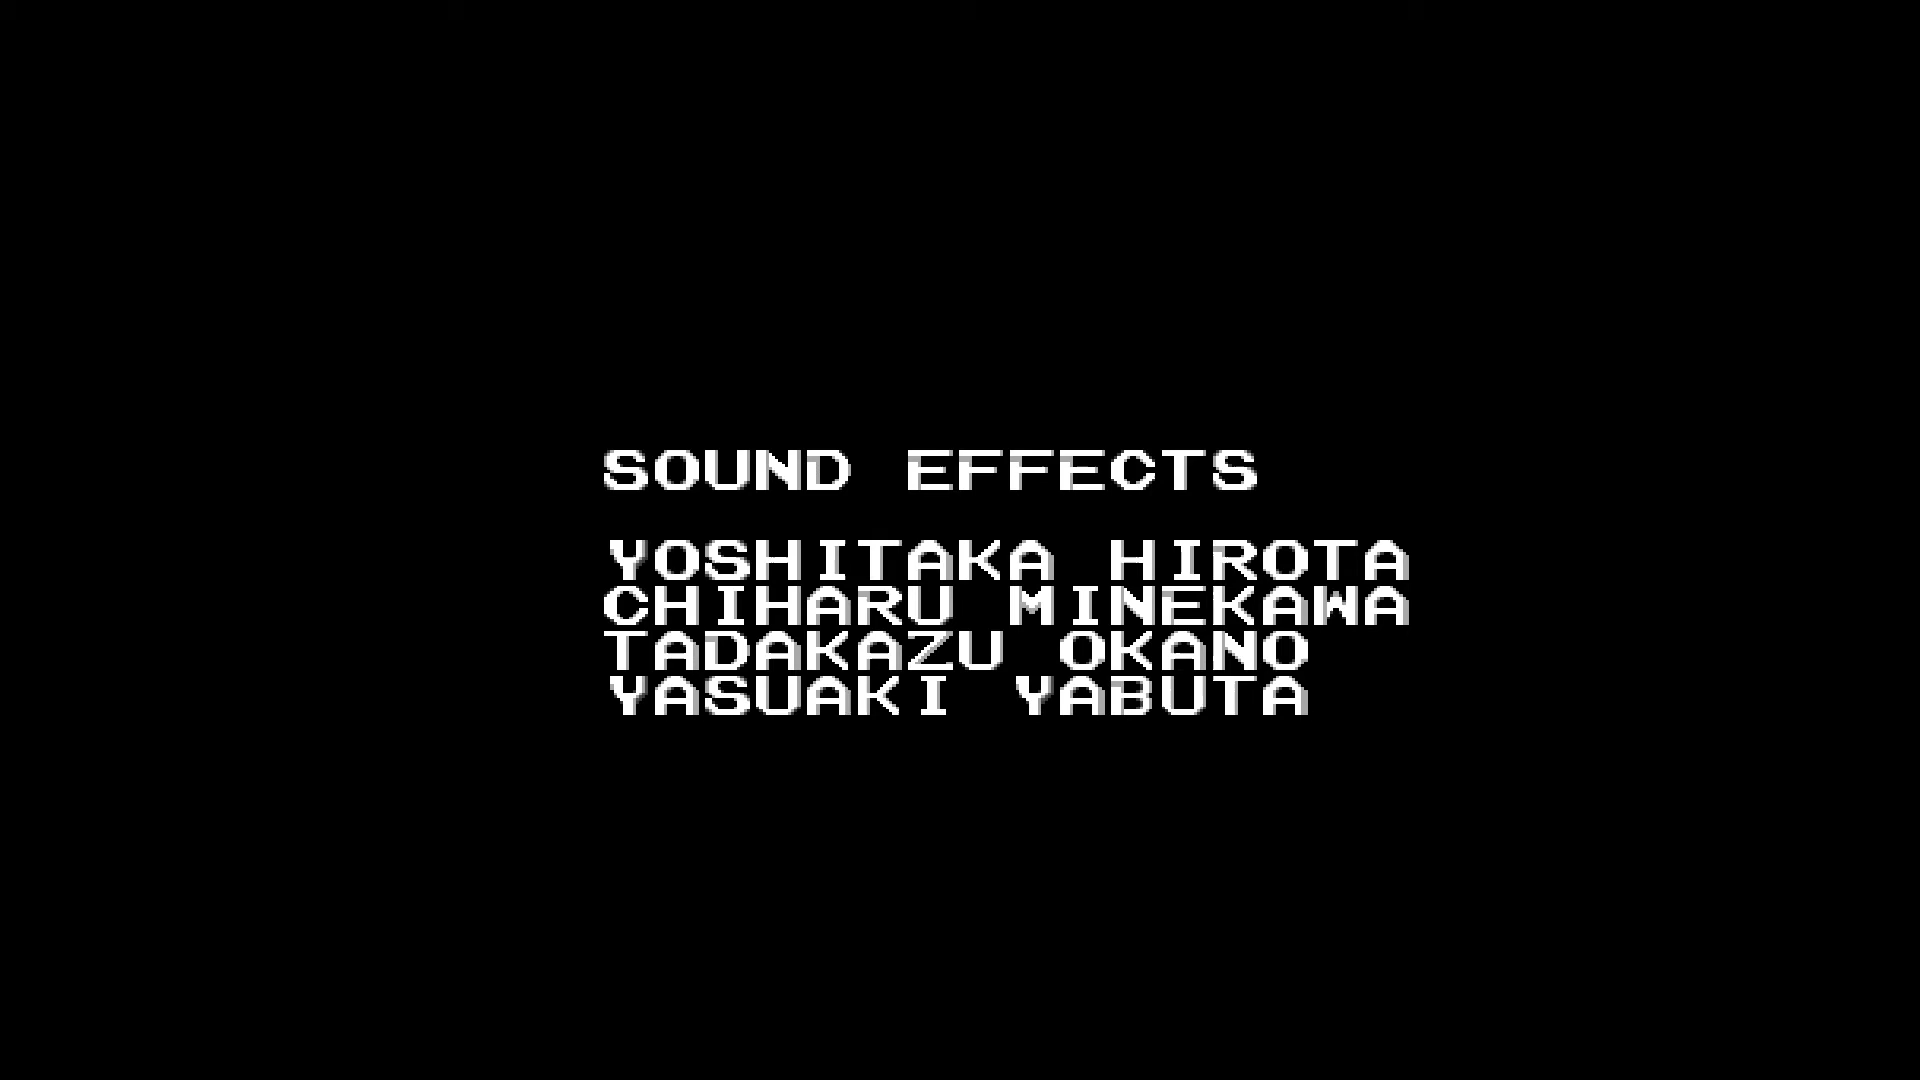 SOUND EFFECTS
YOSHITAKA HIROTA
CHIHARU MINEKAWA
TADAKAZU OKANO
YASUAKI YABUTA